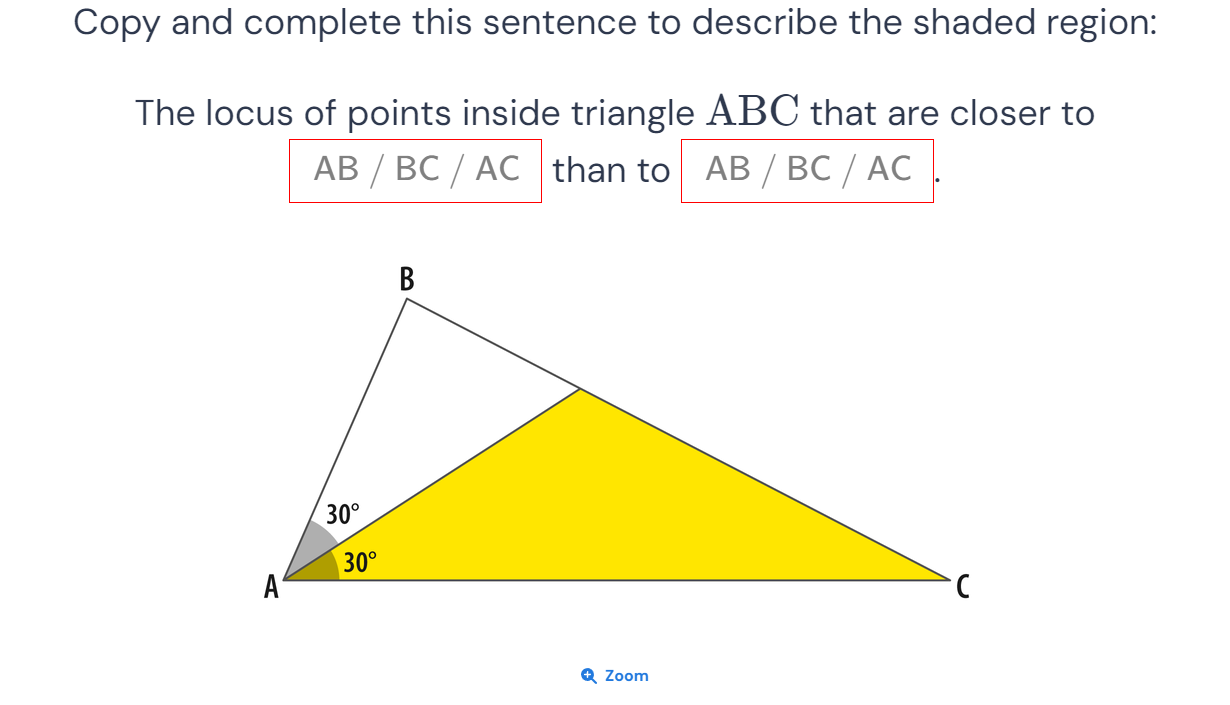 Copy and complete this sentence to describe the shaded region:
The locus of points inside triangle ABC that are closer to
AB / BC / AC than to AB / BC / AC.
B
30°
30°
A
C
Zoom